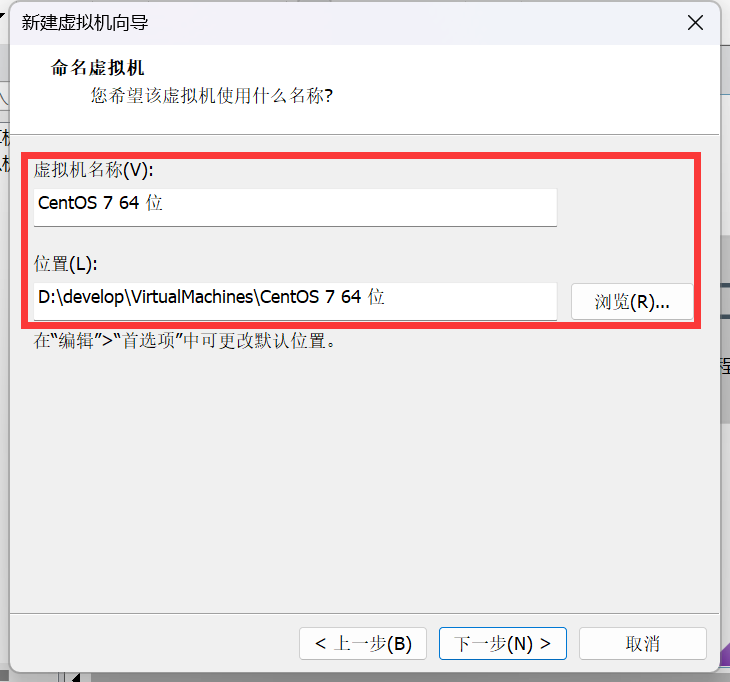 新建虚拟机向导
命名虚拟机
您希望该虚拟机使用什么名称?
虚拟机名称(V):
CentOS 7 64 位
位置(L):
D:\develop\VirtualMachines\CentOS 7 64 位
浏览(R)...
在“编辑”>“首选项”中可更改默认位置。
程
< 上一步(B)
下一步(N) >
取消